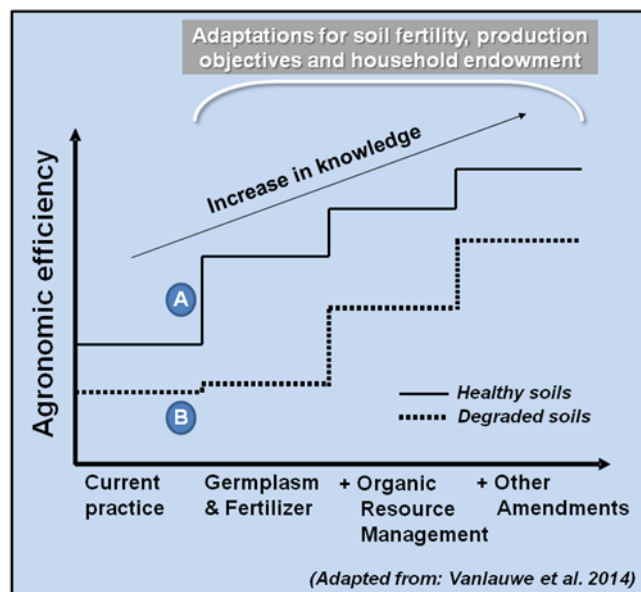 Adaptations for soil fertility, production
objectives and household endowment
Increase in knowledge
Agronomic efficiency
A
B
Healthy soils
Degraded soils
Current
practice
Germplasm
& Fertilizer
+ Organic
Resource
Management
+ Other
Amendments
(Adapted from: Vanlauwe et al. 2014)